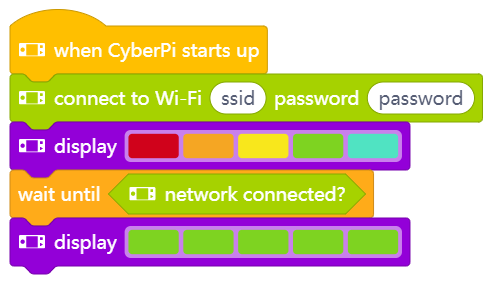 when CyberPi starts up
connect to Wi-Fi ssid password password
display
wait until network connected?
display